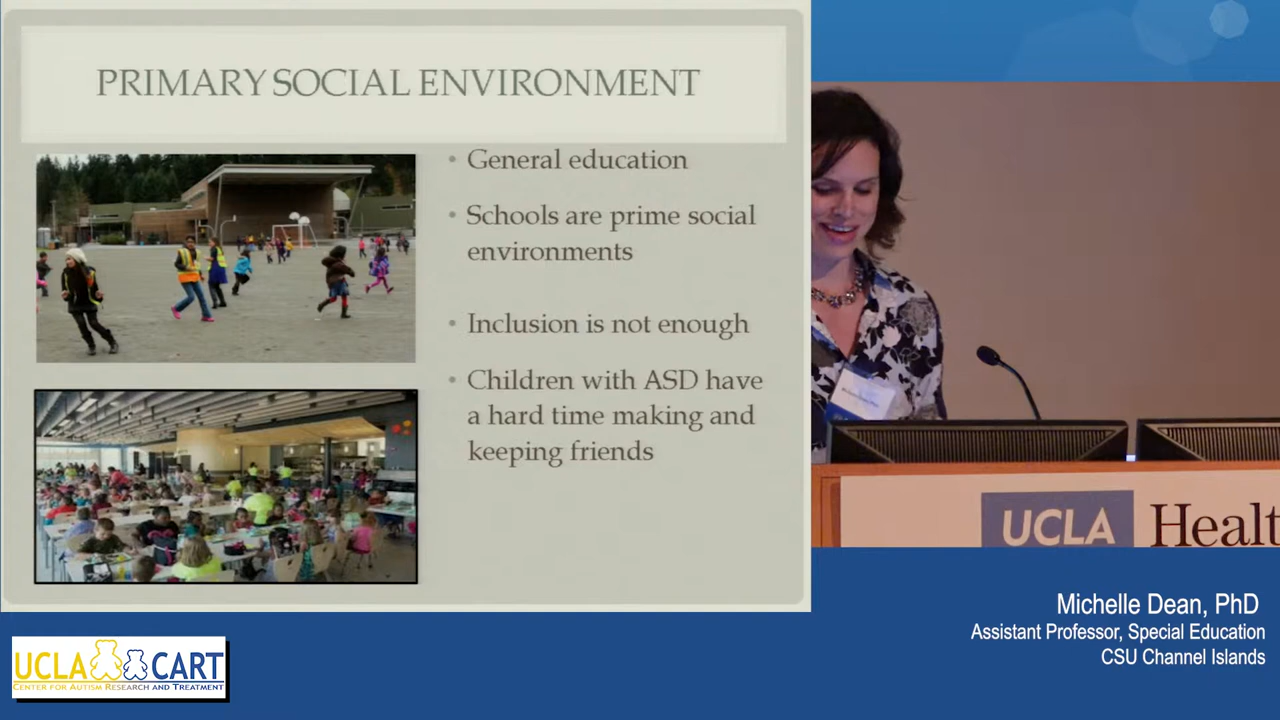 PRIMARY SOCIAL ENVIRONMENT
• General education
• Schools are prime social
environments
• Inclusion is not enough
• Children with ASD have
a hard time making and
keeping friends
UCLA Healt
Michelle Dean, PhD
Assistant Professor, Special Education
CSU Channel Islands
UCLA CART
CENTER FOR AUTISM RESEARCH AND TREATMENT